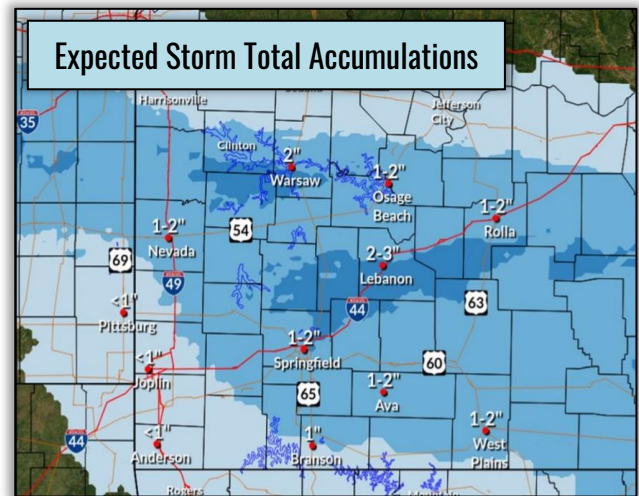 Expected Storm Total Accumulations
Harrisonville
Jefferson
City
35
Clinton
2"
Warsaw
1-2"
Osage
Beach
1-2"
Rolla
1-2"
Nevada
54
69
2-3"
Lebanon
49
63
<1"
Pittsburg
44
1-2"
Springfield
60
<1"
Joplin
65
1-2"
Ava
1-2"
West
Plains
44
<1"
Anderson
1"
Branson
Rogers
Mountain